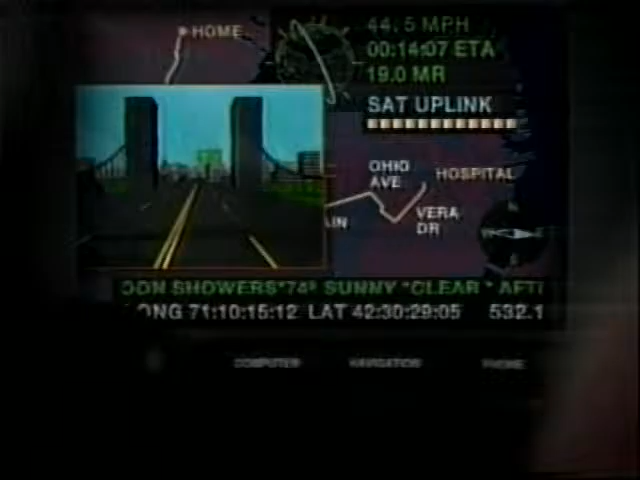 HOME
44.5 MPH
00:14:07 ETA
19.0 MR
SAT UPLINK
OHIO
AVE
HOSPITAL
VERA
DR
IN
OON SHOWERS*74° SUNNY *CLEAR * AFT
LONG 71:10:15:12 LAT 42:30:29:05 532.1
COMPUTER NAVIGATION PHONE